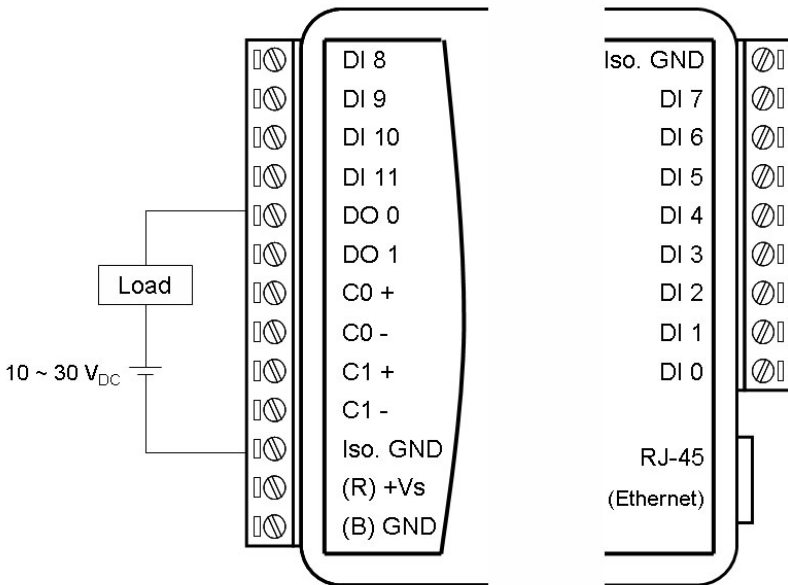 DI 8
DI 9
DI 10
DI 11
DO 0
DO 1
C0 +
C0 -
C1 +
C1 -
Iso. GND
(R) +Vs
(B) GND
Load
10 ~ 30 VDC
Iso. GND
DI 7
DI 6
DI 5
DI 4
DI 3
DI 2
DI 1
DI 0
RJ-45
(Ethernet)